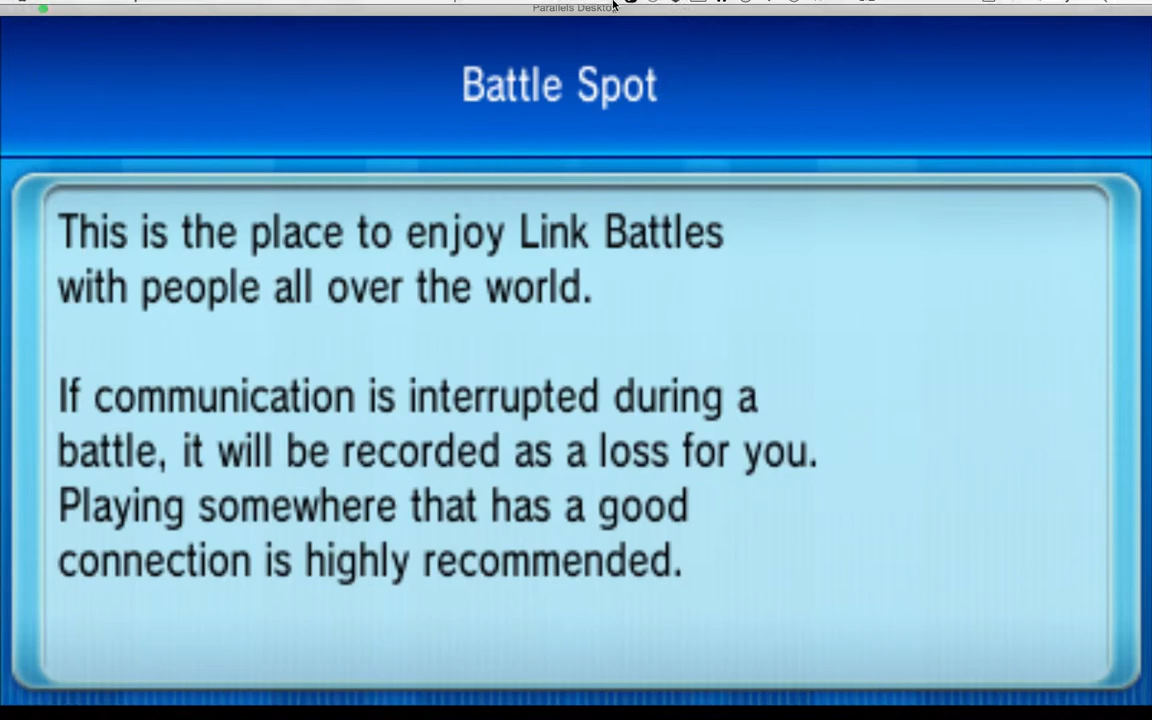 Parallels Desktop
Battle Spot
This is the place to enjoy Link Battles
with people all over the world.
If communication is interrupted during a
battle, it will be recorded as a loss for you.
Playing somewhere that has a good
connection is highly recommended.